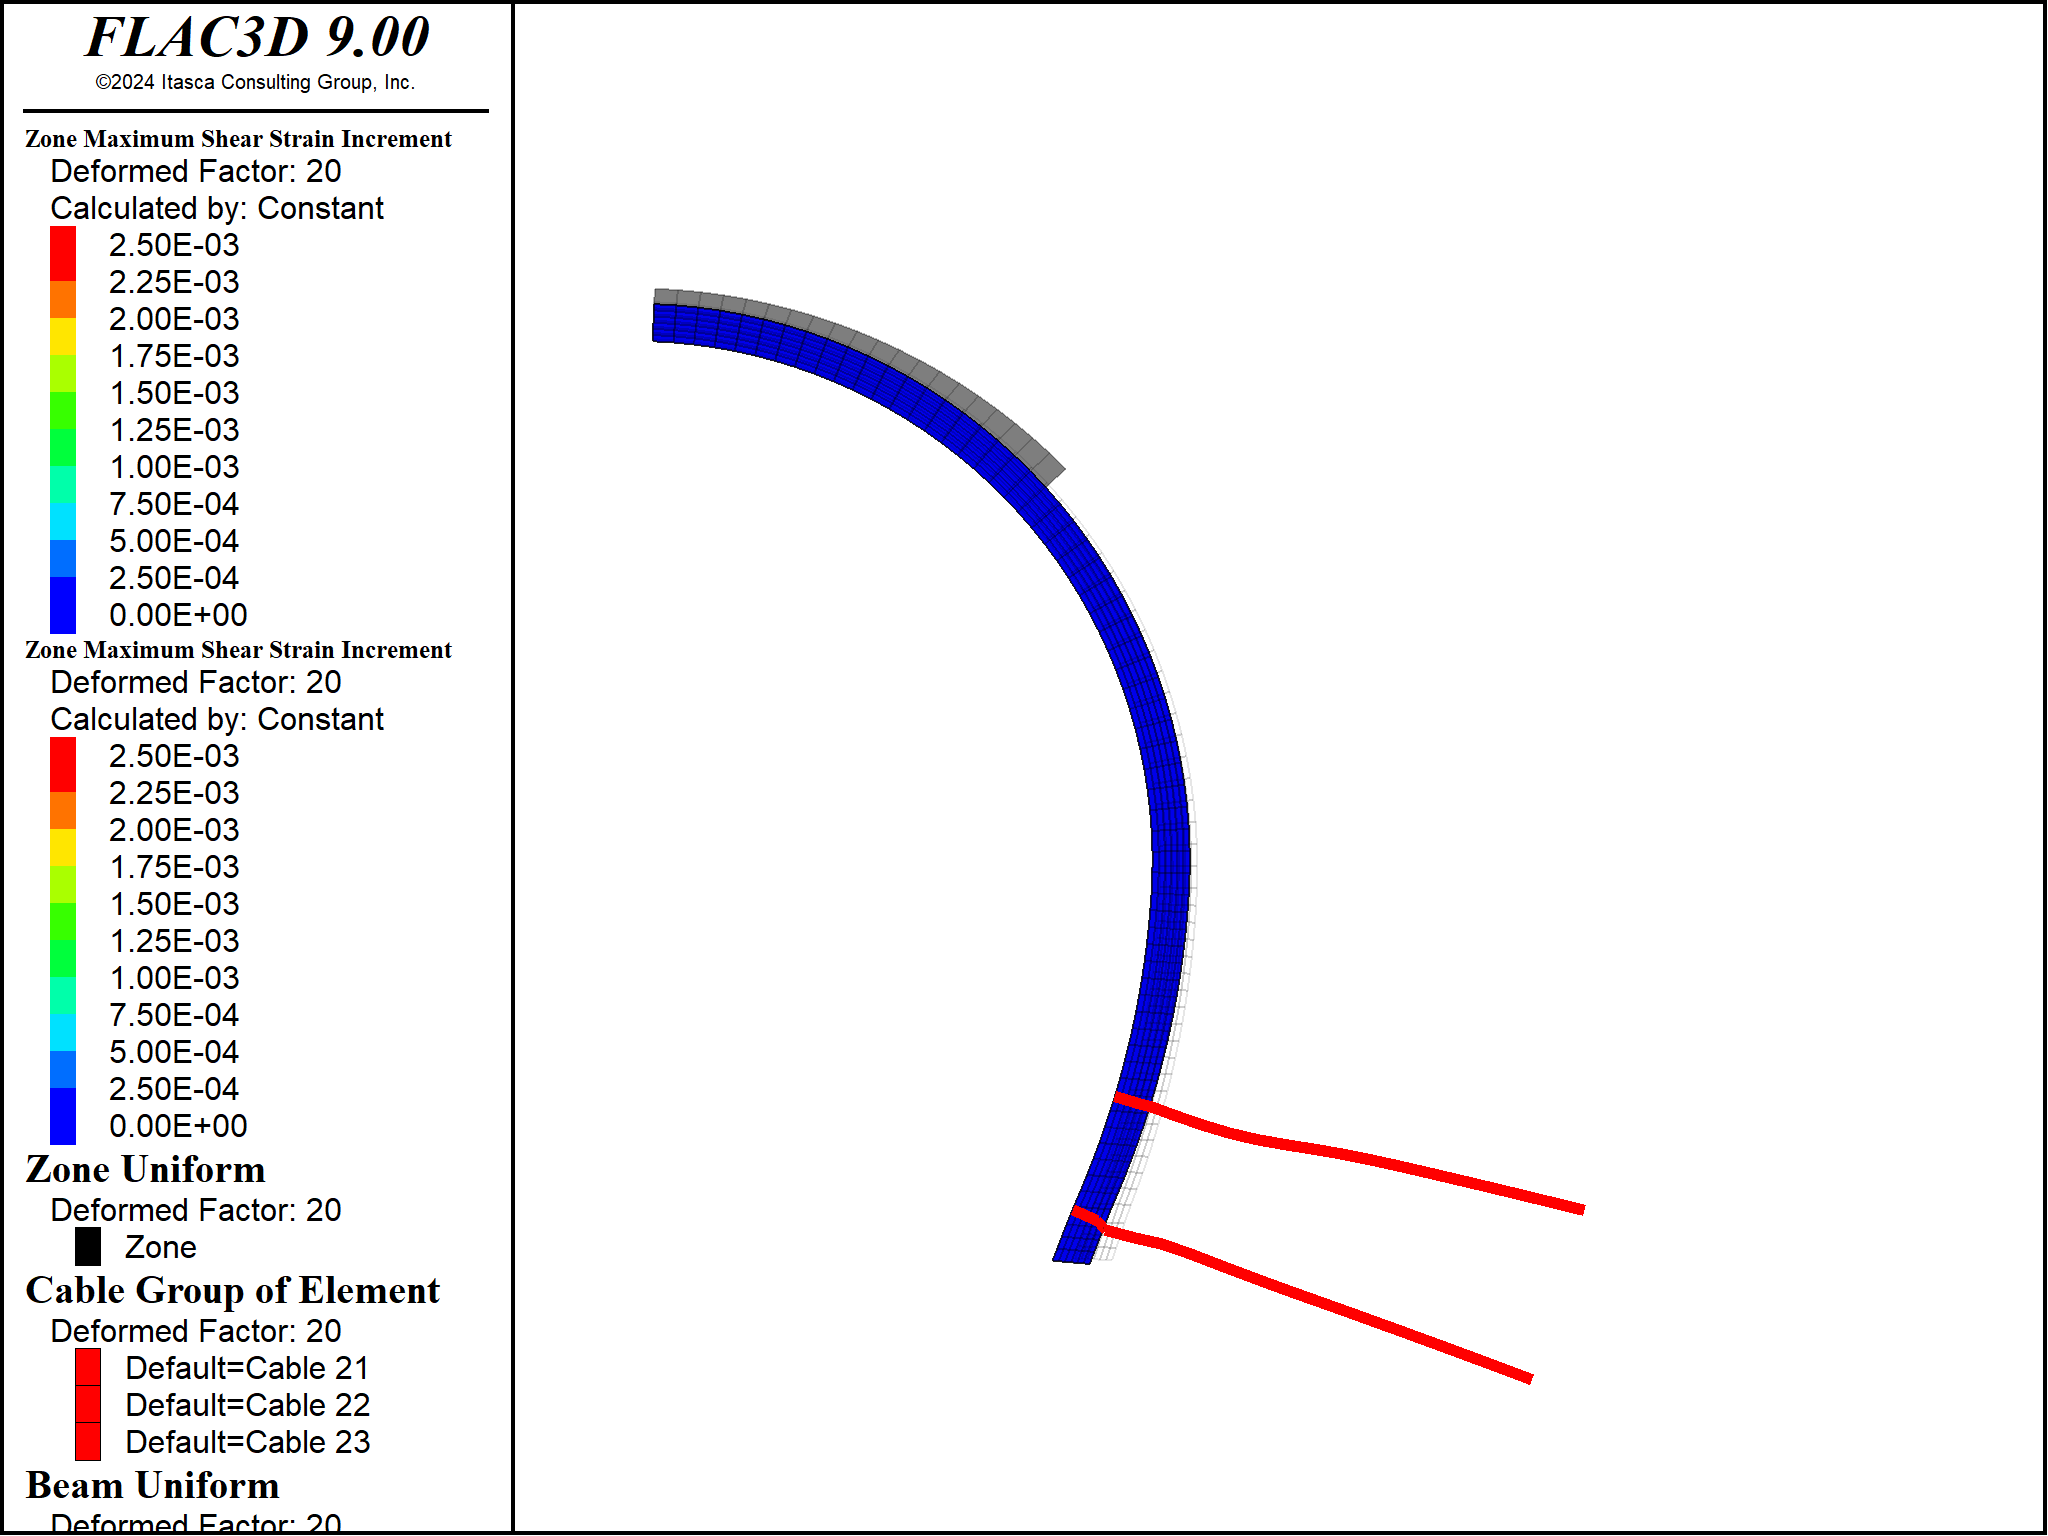 FLAC3D 9.00
©2024 Itasca Consulting Group, Inc.
Zone Maximum Shear Strain Increment
Deformed Factor: 20
Calculated by: Constant
2.50E-03
2.25E-03
2.00E-03
1.75E-03
1.50E-03
1.25E-03
1.00E-03
7.50E-04
5.00E-04
2.50E-04
0.00E+00
Zone Maximum Shear Strain Increment
Deformed Factor: 20
Calculated by: Constant
2.50E-03
2.25E-03
2.00E-03
1.75E-03
1.50E-03
1.25E-03
1.00E-03
7.50E-04
5.00E-04
2.50E-04
0.00E+00
Zone Uniform
Deformed Factor: 20
Zone
Cable Group of Element
Deformed Factor: 20
Default=Cable 21
Default=Cable 22
Default=Cable 23
Beam Uniform
Deformed Factor: 20